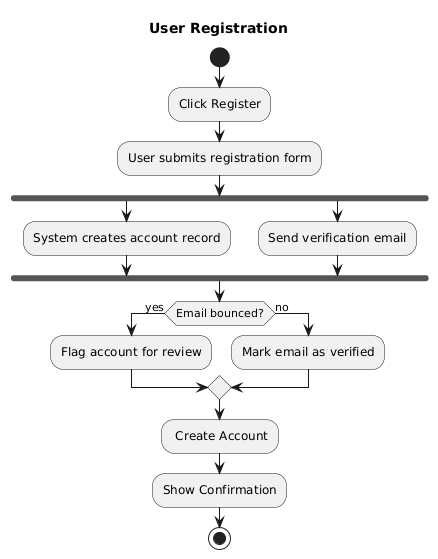 User Registration
Click Register
User submits registration form
System creates account record
Send verification email
yes
Email bounced?
no
Flag account for review
Mark email as verified
Create Account
Show Confirmation